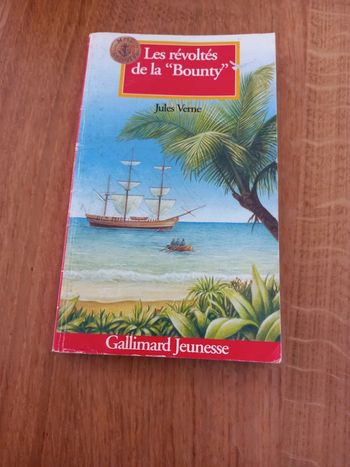 Les révoltés
de la "Bounty"
Jules Verne
Gallimard Jeunesse